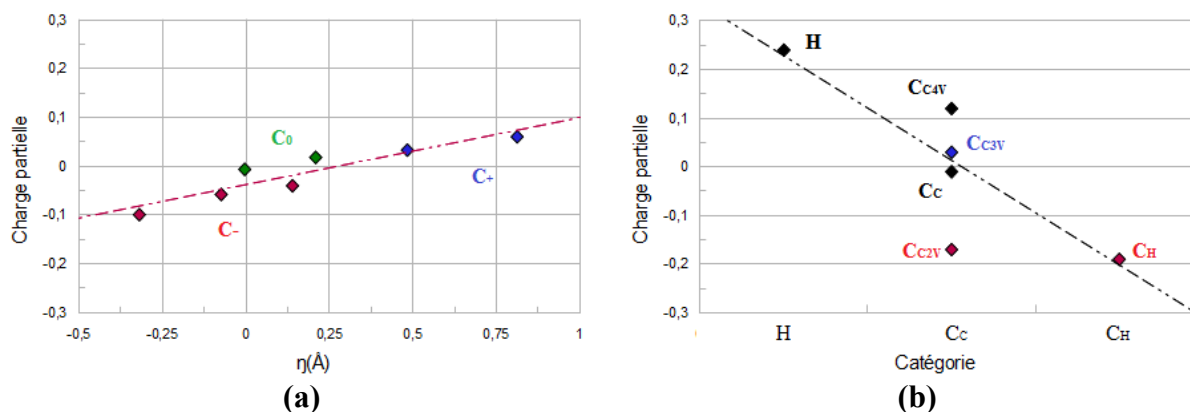 0,3
0,2
0,1
0
-0,1
-0,2
-0,3
Charge partielle
C0
C+
C-
-0,5 -0,25 0 0,25 0,5 0,75 1
ŋ(Å)
(a)
0,3
0,2
0,1
0
-0,1
-0,2
-0,3
Charge partielle
H
CC4V
CC3V
CC
CC2V
CH
H CC CH
Catégorie
(b)